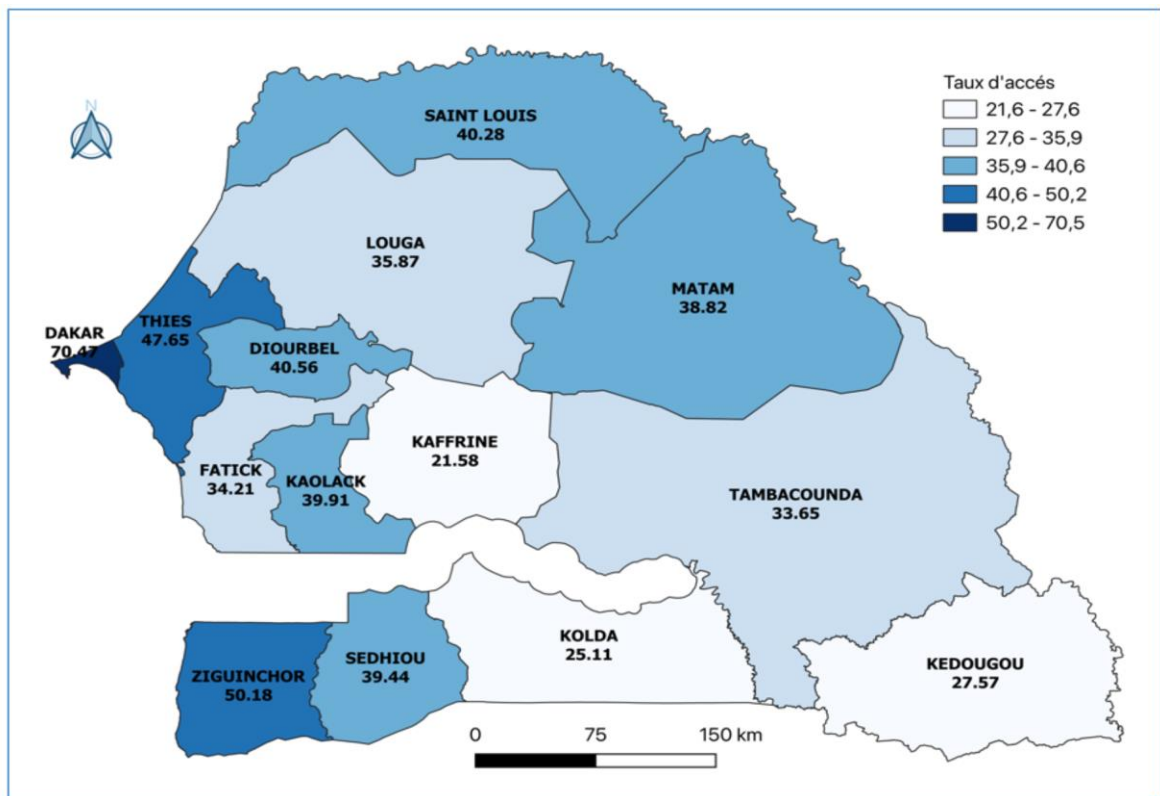 N
Taux d'accés
21,6 - 27,6
27,6 - 35,9
35,9 - 40,6
40,6 - 50,2
50,2 - 70,5
SAINT LOUIS
40.28
LOUGA
35.87
MATAM
38.82
THIES
47.65
DAKAR
70.47
DIOURBEL
40.56
KAFFRINE
21.58
FATICK
34.21
KAOLACK
39.91
TAMBACOUNDA
33.65
KOLDA
25.11
SEDHIOU
39.44
ZIGUINCHOR
50.18
KEDOUGOU
27.57
0 75 150 km